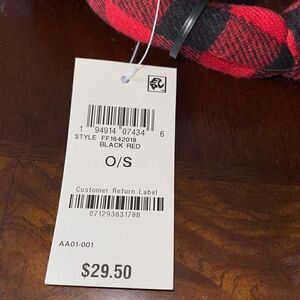 1 94914 07434 6
STYLE FF1642018
BLACK RED
O/S
Customer Return Label
071293831788
AA01-001
$29.50